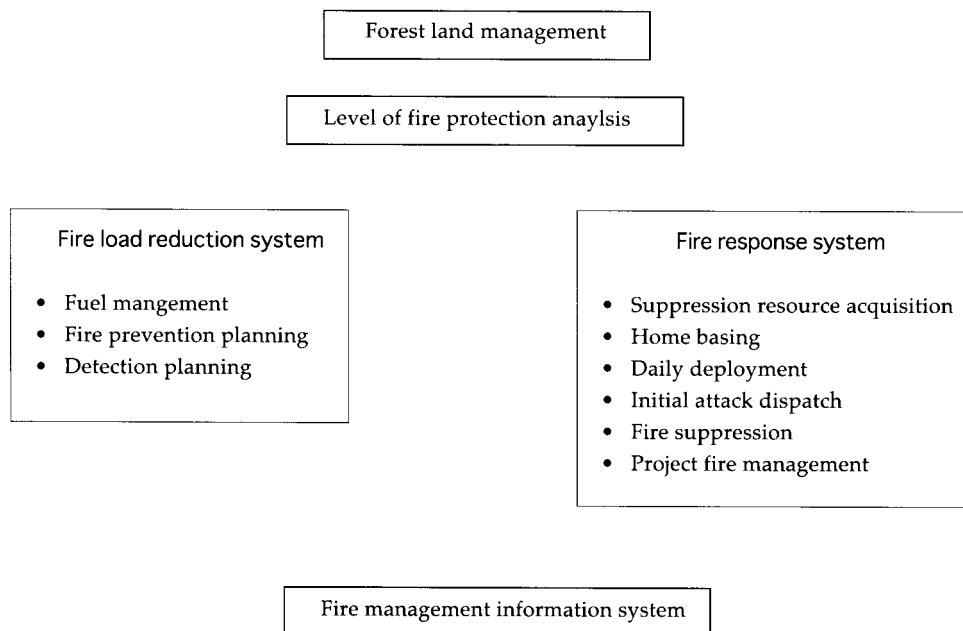 Forest land management
Level of fire protection anaylsis
Fire load reduction system
• Fuel mangement
• Fire prevention planning
• Detection planning
Fire response system
• Suppression resource acquisition
• Home basing
• Daily deployment
• Initial attack dispatch
• Fire suppression
• Project fire management
Fire management information system